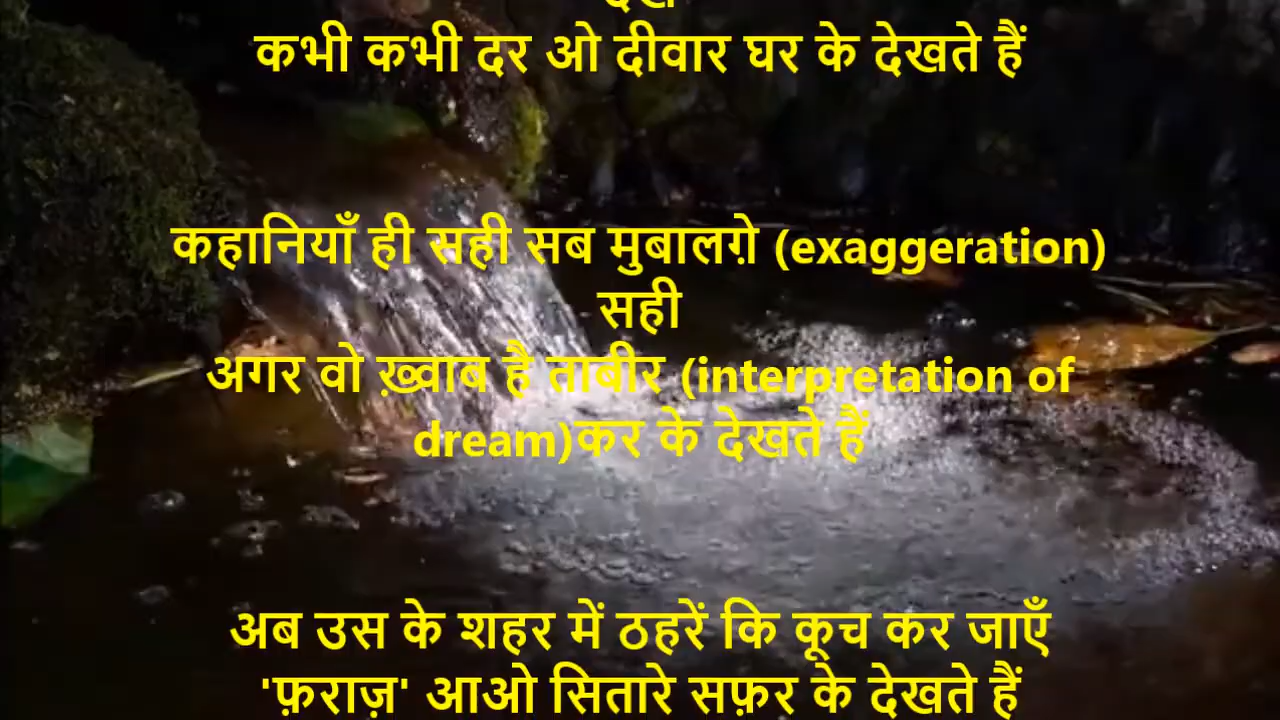 कभी कभी दर ओ दीवार घर के देखते हैं
कहानियाँ ही सही सब मुबालग़े (exaggeration)
सही
अगर वो ख़्वाब है ताबीर (interpretation of
dream)कर के देखते हैं
अब उस के शहर में ठहरें कि कूच कर जाएँ
'फ़राज़' आओ सितारे सफ़र के देखते हैं